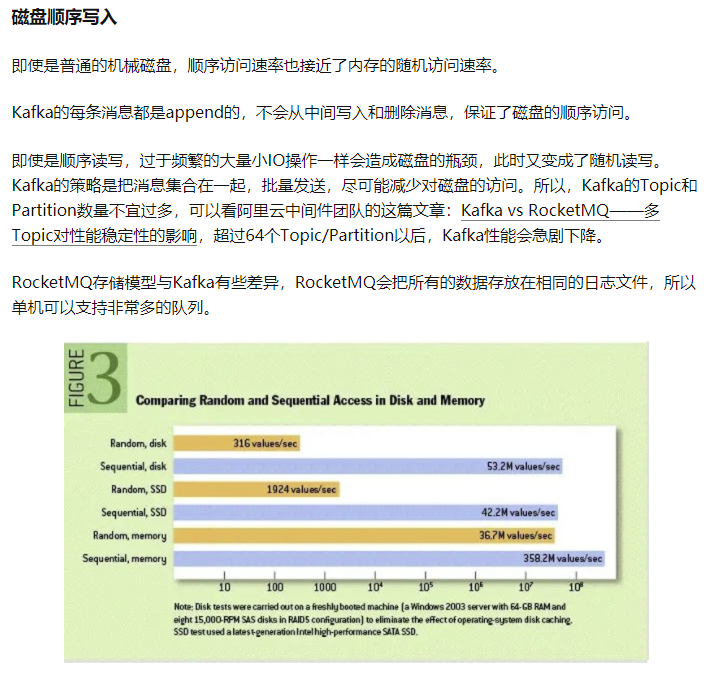 磁盘顺序写入
即使是普通的机械磁盘，顺序访问速率也接近了内存的随机访问速率。
Kafka的每条消息都是append的，不会从中间写入和删除消息，保证了磁盘的顺序访问。
即使是顺序读写，过于频繁的大量小IO操作一样会造成磁盘的瓶颈，此时又变成了随机读写。
Kafka的策略是把消息集合在一起，批量发送，尽可能减少对磁盘的访问。所以，Kafka的Topic和
Partition数量不宜过多，可以看阿里云中间件团队的这篇文章：Kafka vs RocketMQ——多
Topic对性能稳定性的影响，超过64个Topic/Partition以后，Kafka性能会急剧下降。
RocketMQ存储模型与Kafka有些差异，RocketMQ会把所有的数据存放在相同的日志文件，所以
单机可以支持非常多的队列。
FIGURE 3
Comparing Random and Sequential Access in Disk and Memory
Random, disk 316 values/sec
Sequential, disk 53.2M values/sec
Random, SSD 1924 values/sec
Sequential, SSD 42.2M values/sec
Random, memory 36.7M values/sec
Sequential, memory 358.2M values/sec
10 100 1000 10⁴ 10⁵ 10⁶ 10⁷ 10⁸
Note: Disk tests were carried out on a freshly booted machine (a Windows 2003 server with 64-GB RAM and
eight 15,000-RPM SAS disks in RAID5 configuration) to eliminate the effect of operating-system disk caching.
SSD test used a latest-generation Intel high-performance SATA SSD.